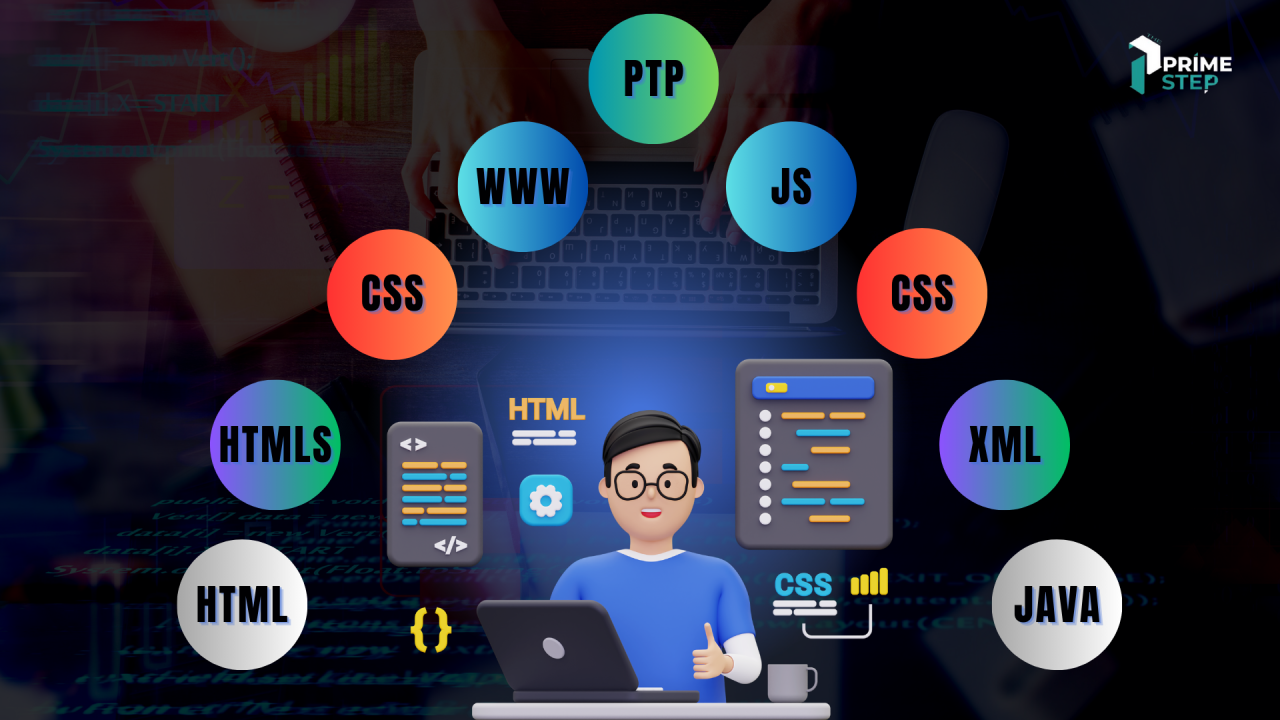 PTP
PRIME
STEP
WWW
JS
CSS
CSS
HTML
HTMLS
XML
<>
</>
CSS
HTML
JAVA
{}